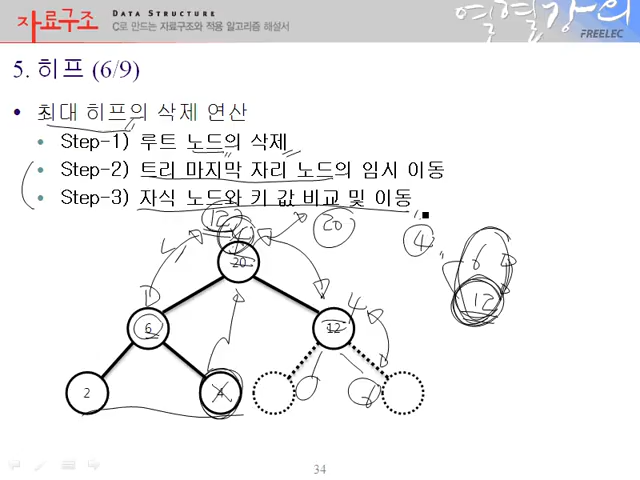 자료구조 DATA STRUCTURE
C로 만드는 자료구조와 적용 알고리즘 해설서
열혈강의
FREELEC
5. 히프 (6/9)
• 최대 히프의 삭제 연산
• Step-1) 루트 노드의 삭제
• Step-2) 트리 마지막 자리 노드의 임시 이동
• Step-3) 자식 노드와 키 값 비교 및 이동
12
20
4
20
6
12
6
12
4
2
4
34